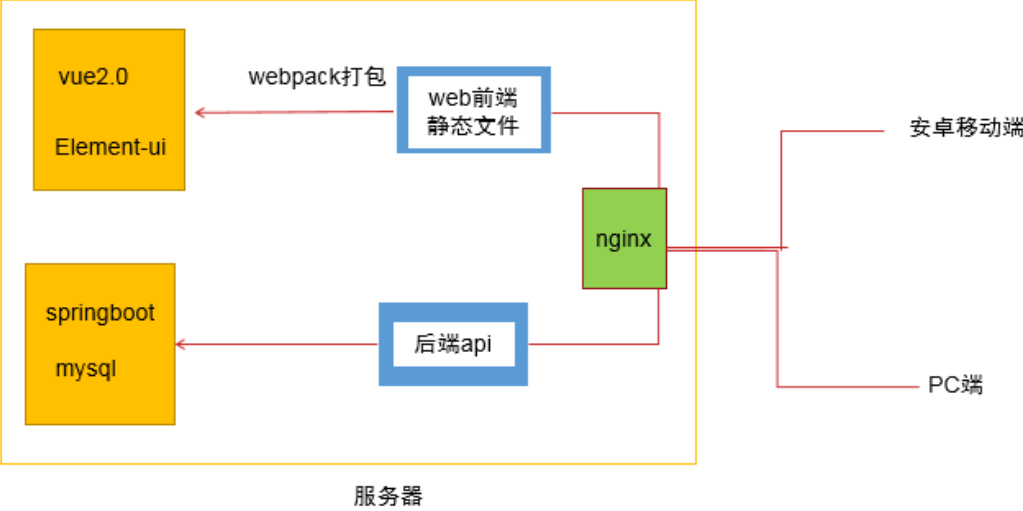 vue2.0
Element-ui
webpack打包
web前端
静态文件
安卓移动端
nginx
springboot
mysql
后端api
PC端
服务器